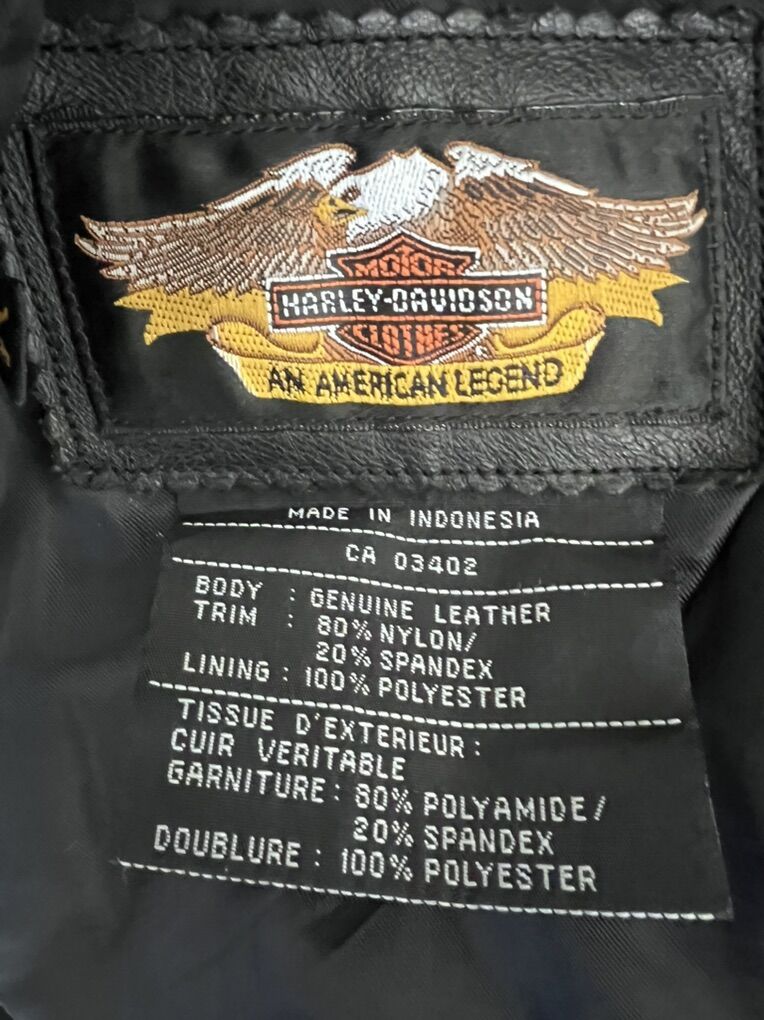 MOTOR
HARLEY-DAVIDSON
CLOTHES
AN AMERICAN LEGEND
MADE IN INDONESIA
CA 03402
BODY : GENUINE LEATHER
TRIM : 80% NYLON/
20% SPANDEX
LINING : 100% POLYESTER
TISSUE D'EXTERIEUR :
CUIR VERITABLE
GARNITURE : 80% POLYAMIDE/
20% SPANDEX
DOUBLURE : 100% POLYESTER